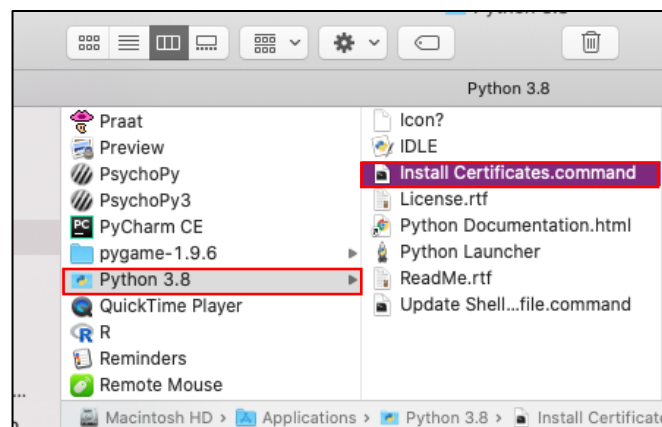 Python 3.8
Praat
Preview
PsychoPy
PsychoPy3
PC PyCharm CE
pygame-1.9.6
Python 3.8
QuickTime Player
R R
Reminders
Remote Mouse
...
Icon?
IDLE
Install Certificates.command
License.rtf
Python Documentation.html
Python Launcher
ReadMe.rtf
Update Shell...file.command
Macintosh HD › Applications › Python 3.8 › Install Certificate